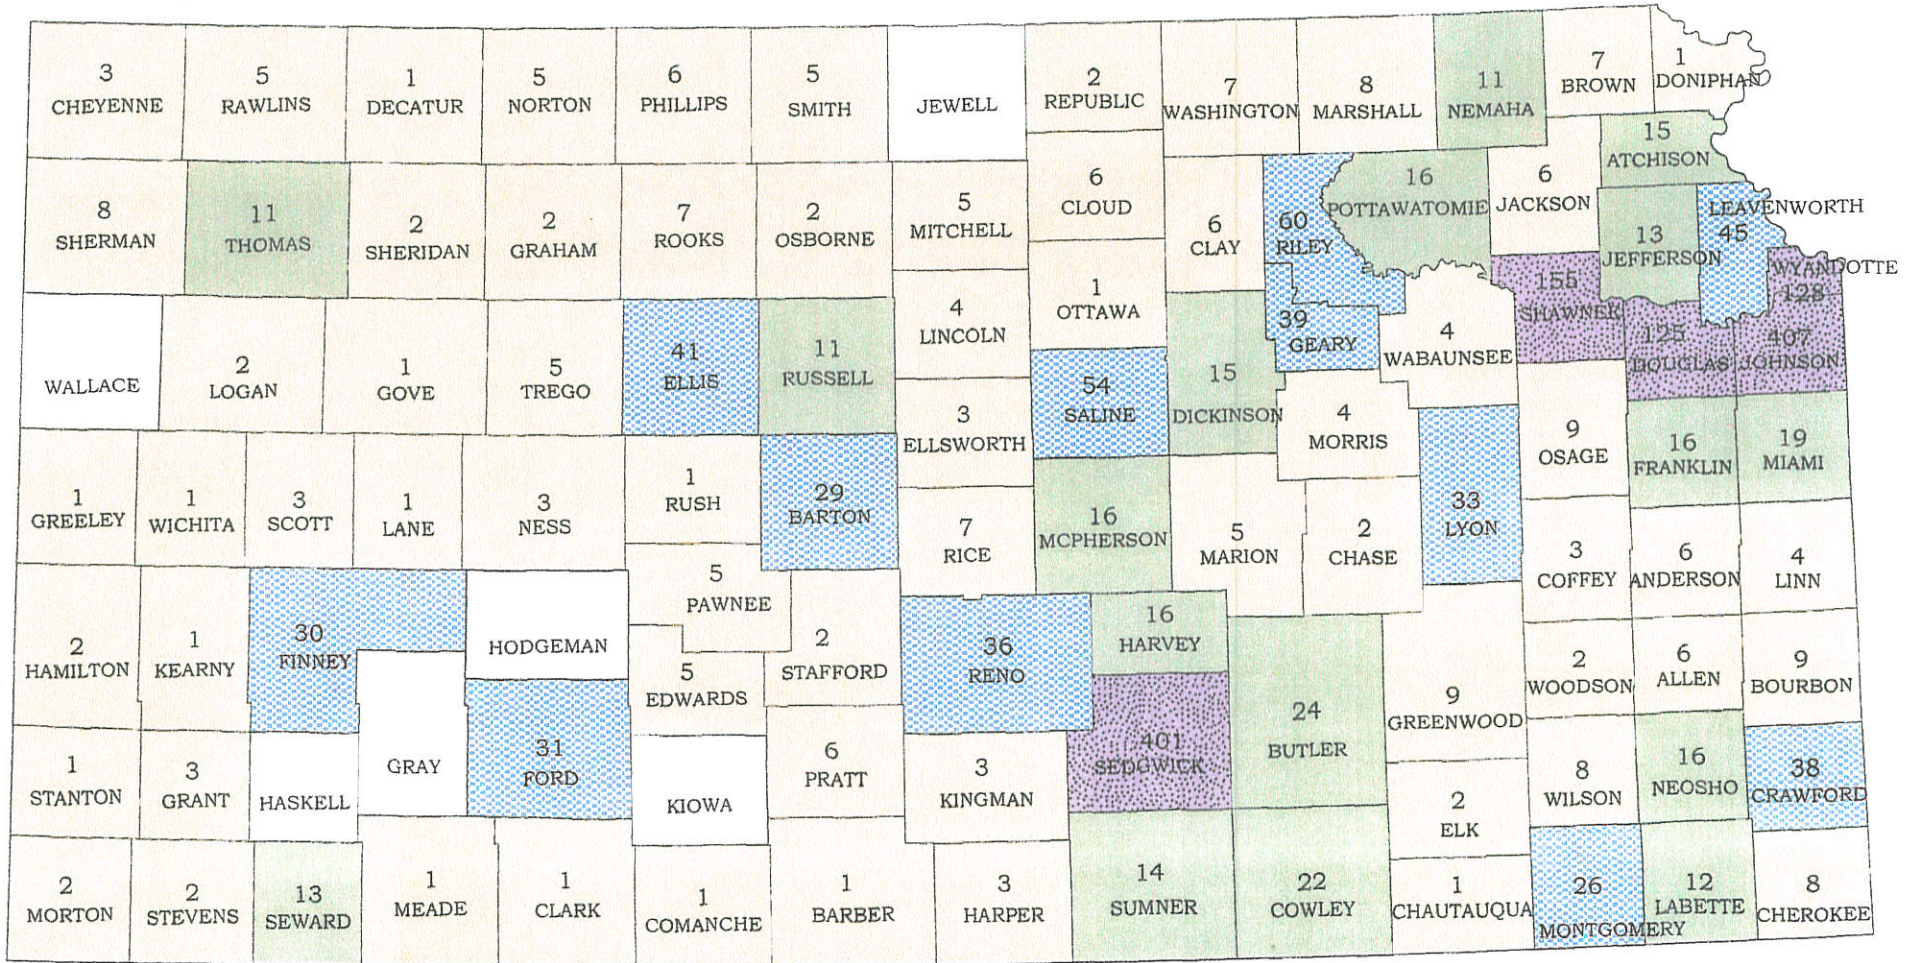 3
CHEYENNE
5
RAWLINS
1
DECATUR
5
NORTON
6
PHILLIPS
5
SMITH
JEWELL
2
REPUBLIC
7
WASHINGTON
8
MARSHALL
11
NEMAHA
7
BROWN
1
DONIPHAN
15
ATCHISON
8
SHERMAN
11
THOMAS
2
SHERIDAN
2
GRAHAM
7
ROOKS
2
OSBORNE
5
MITCHELL
6
CLOUD
6
CLAY
60
RILEY
16
POTTAWATOMIE
6
JACKSON
13
JEFFERSON
LEAVENWORTH
45
WYANDOTTE
128
WALLACE
2
LOGAN
1
GOVE
5
TREGO
41
ELLIS
11
RUSSELL
4
LINCOLN
1
OTTAWA
54
SALINE
15
DICKINSON
39
GEARY
4
WABAUNSEE
155
SHAWNEE
125
DOUGLAS
407
JOHNSON
3
ELLSWORTH
4
MORRIS
9
OSAGE
16
FRANKLIN
19
MIAMI
1
GREELEY
1
WICHITA
3
SCOTT
1
LANE
3
NESS
1
RUSH
29
BARTON
7
RICE
16
MCPHERSON
5
MARION
2
CHASE
33
LYON
3
COFFEY
6
ANDERSON
4
LINN
2
HAMILTON
1
KEARNY
30
FINNEY
HODGEMAN
5
PAWNEE
5
EDWARDS
2
STAFFORD
36
RENO
16
HARVEY
24
BUTLER
9
GREENWOOD
2
WOODSON
6
ALLEN
9
BOURBON
1
STANTON
3
GRANT
HASKELL
GRAY
31
FORD
KIOWA
6
PRATT
3
KINGMAN
401
SEDGWICK
2
ELK
8
WILSON
16
NEOSHO
38
CRAWFORD
2
MORTON
2
STEVENS
13
SEWARD
1
MEADE
1
CLARK
1
COMANCHE
1
BARBER
3
HARPER
14
SUMNER
22
COWLEY
1
CHAUTAUQUA
26
MONTGOMERY
12
LABETTE
8
CHEROKEE